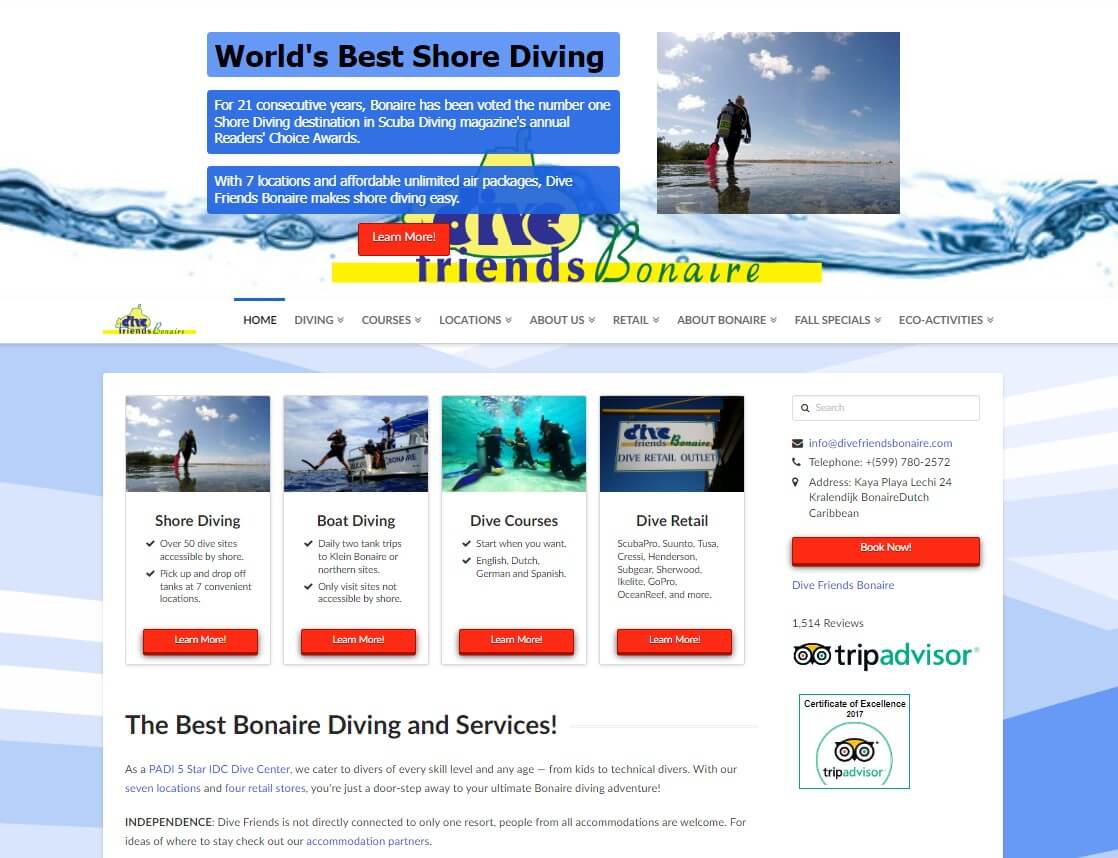 World's Best Shore Diving
For 21 consecutive years, Bonaire has been voted the number one
Shore Diving destination in Scuba Diving magazine's annual
Readers' Choice Awards.
With 7 locations and affordable unlimited air packages, Dive
Friends Bonaire makes shore diving easy.
Learn More!
dive
friends Bonaire
dive
friends Bonaire
HOME DIVING COURSES LOCATIONS ABOUT US RETAIL ABOUT BONAIRE FALL SPECIALS ECO-ACTIVITIES
BONAIRE
dive
friends Bonaire
DIVE RETAIL OUTLET
Shore Diving
Over 50 dive sites
accessible by shore.
Pick up and drop off
tanks at 7 convenient
locations.
Learn More!
Boat Diving
Daily two tank trips
to Klein Bonaire or
northern sites.
Only visit sites not
accessible by shore.
Learn More!
Dive Courses
Start when you want.
English, Dutch,
German and Spanish.
Learn More!
Dive Retail
ScubaPro, Suunto, Tusa,
Cressi, Henderson,
Subgear, Sherwood,
Ikelite, GoPro,
OceanReef, and more.
Learn More!
Search
info@divefriendsbonaire.com
Telephone: +(599) 780-2572
Address: Kaya Playa Lechi 24
Kralendijk BonaireDutch
Caribbean
Book Now!
Dive Friends Bonaire
1,514 Reviews
tripadvisor®
Certificate of Excellence
2017
tripadvisor®
The Best Bonaire Diving and Services!
As a PADI 5 Star IDC Dive Center, we cater to divers of every skill level and any age — from kids to technical divers. With our
seven locations and four retail stores, you're just a door-step away to your ultimate Bonaire diving adventure!
INDEPENDENCE: Dive Friends is not directly connected to only one resort, people from all accommodations are welcome. For
ideas of where to stay check out our accommodation partners.